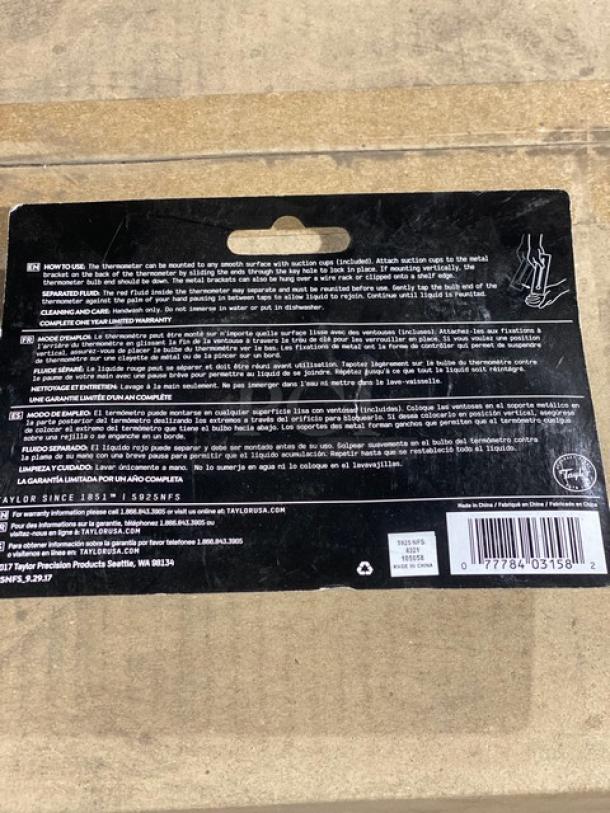 EN HOW TO USE: The thermometer can be mounted to any smooth surface with suction cups (included). Attach suction cups to the metal
bracket on the back of the thermometer by sliding the ends through the key hole to lock in place. If mounting vertically, the
thermometer bulb end should be down. The metal brackets can also be hung over a wire rack or clipped onto a shelf edge.
SEPARATED FLUID: The red fluid inside the thermometer may separate and must be reunited before use. Gently tap the bulb end of the
thermometer against the palm of your hand pausing in between taps to allow liquid to rejoin. Continue until liquid is reunited.
CLEANING AND CARE: Handwash only. Do not immerse in water or put in dishwasher.
COMPLETE ONE YEAR LIMITED WARRANTY
FR MODE D'EMPLOI: Le thermomètre peut être monté sur n'importe quelle surface lisse avec des ventouses (incluses). Attachez-les aux fixations à
l'arrière du thermomètre en glissant la fin de la ventouse à travers le trou de clé pour les verrouiller en place. Si vous voulez une position
vertical, assurez-vous de placer le bulbe du thermomètre ver le bas. Les fixations de metal ont la forme de contrôler qui permet de suspendre
thermomètre sur une clayette de métal ou de la pincer sur un bord.
FLUIDE SÉPARÉ: La liquide rouge peut se séparer et doit être réuni avant utilisation. Tapotez légèrement sur le bulbe du thermomètre contre
le paume de votre main avec une pause brève pour permettre au liquide de se joindre. Répétez jusqu'à ce que tout le liquid soit réintégré.
NETTOYAGE ET ENTRETIEN: Lavage à la main seulement. Ne pas immerger dans l'eau ni mettre dans le lave-vaisselle.
UNE GARANTIE LIMITÉE D'UN AN COMPLÈTE
ES MODO DE EMPLEO: El termómetro puede montarse en cualquier superficie lisa con ventosas (incluidas). Coloque las ventosas en el soporte metálico en
la parte posterior del termómetro deslizando los extremos a través del orificio para bloquearlo. Si desea colocarlo en posición vertical, asegúrese
de colocar el extremo del termómetro que tiene el bulbo hacia abajo. Los soportes des metal forman ganchos que permiten que al termómetro cuelgue
sobre una rejilla o se enganche en un borde.
FLUIDO SEPARADO: El líquido rojo puede separar y debe ser montado antes de su uso. Golpear suavemente en el bulbo del termómetro contra
la plama de su mano con una breve pausa para permitir que el líquido acumulación. Repetir hasta que se restableció todo el líquido.
LIMPIEZA Y CUIDADO: Lavar únicamente a mano. No lo sumerja en agua ni lo coloque en el lavavajillas.
LA GARANTÍA LIMITADA POR UN AÑO COMPLETA
Taylor
TAYLOR SINCE 1851™ | 5925NFS
EN For warranty information please call 1.866.843.3905 or visit us online at: TAYLORUSA.COM
Pour des informations sur la garantie, téléphonez 1.866.843.3905 ou
visitez-nous en ligne à: TAYLORUSA.COM
Para obtener información sobre la garantía por favor telefonee 1.866.843.3905
o visítenos en línea en: TAYLORUSA.COM
017 Taylor Precision Products Seattle, WA 98134
5NFS_9.29.17
Made in China / Fabriqué en Chine / Fabricado en China
5925 NFS
4321
105058
MADE IN CHINA
0 77784 03158 2